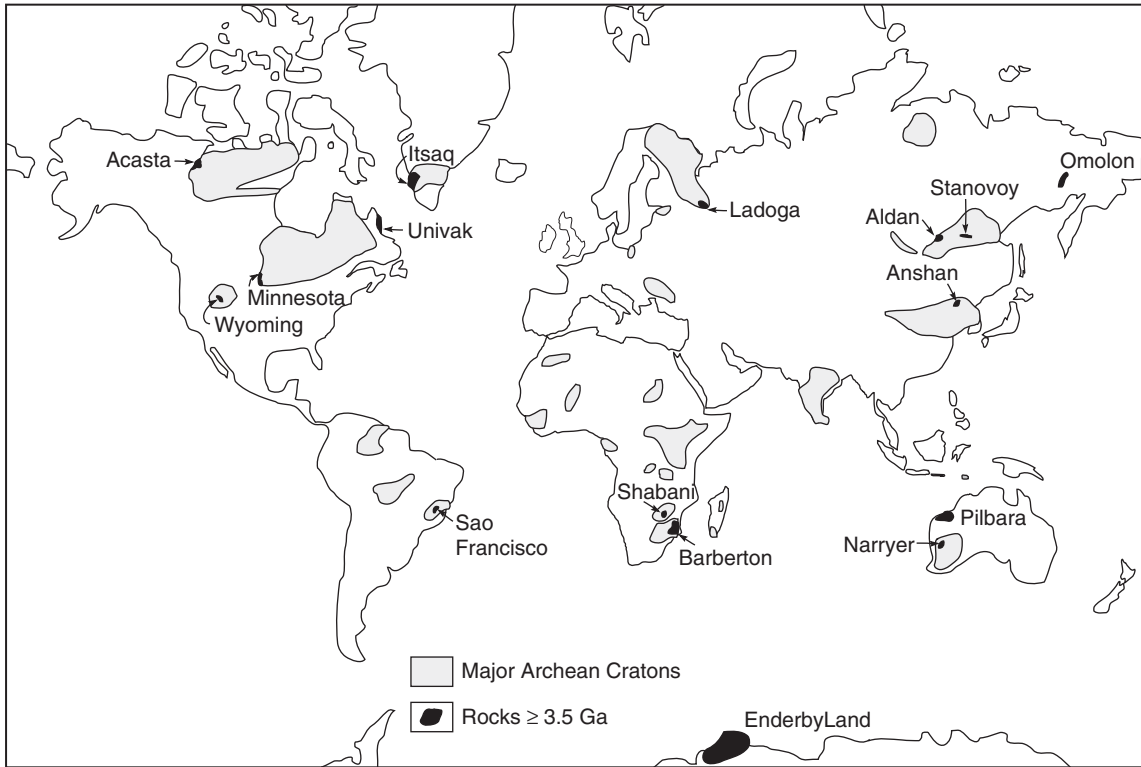 Acasta
Itsaq
Omolon
Stanovoy
Ladoga
Aldan
Univak
Anshan
Minnesota
Wyoming
Shabani
Pilbara
Sao
Francisco
Narryer
Barberton
Major Archean Cratons
Rocks ≥ 3.5 Ga
EnderbyLand